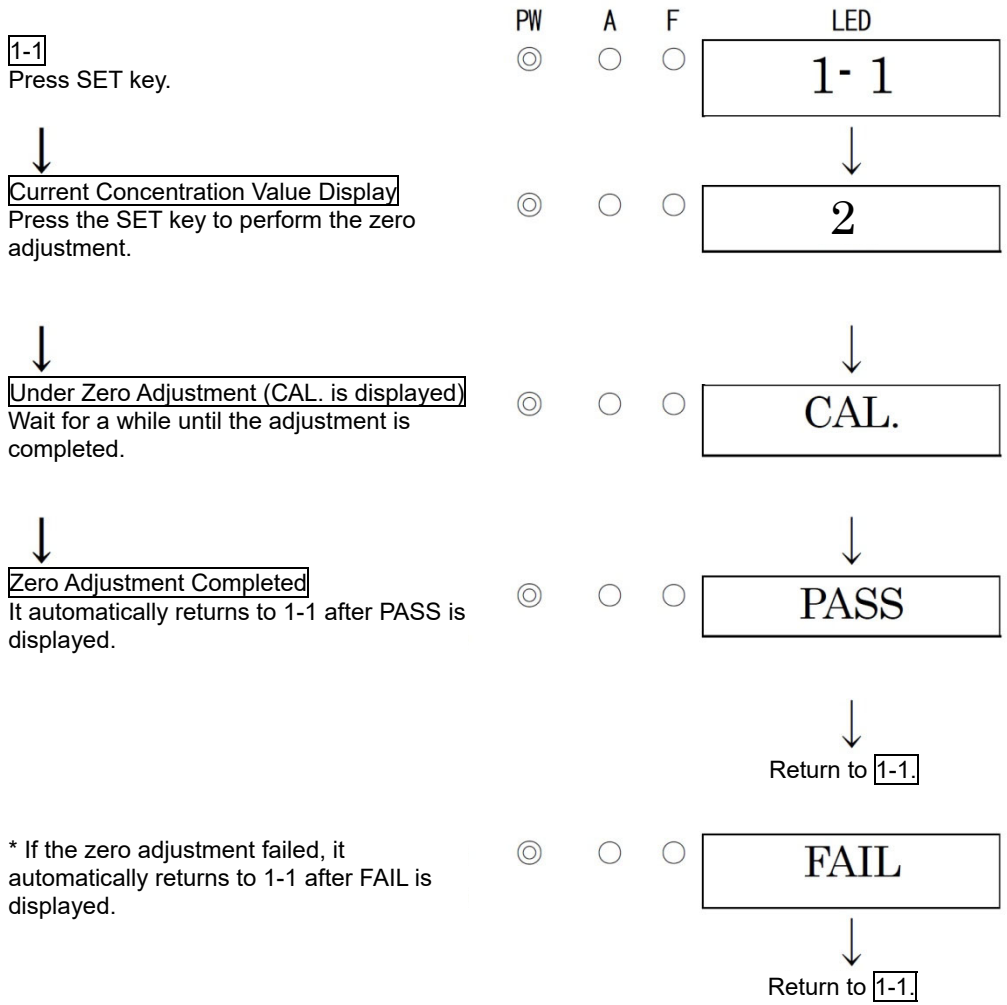 PW A F LED
1-1
Press SET key.
1- 1
Current Concentration Value Display
Press the SET key to perform the zero
adjustment.
2
Under Zero Adjustment (CAL. is displayed)
Wait for a while until the adjustment is
completed.
CAL.
Zero Adjustment Completed
It automatically returns to 1-1 after PASS is
displayed.
PASS
Return to 1-1.
* If the zero adjustment failed, it
automatically returns to 1-1 after FAIL is
displayed.
FAIL
Return to 1-1.